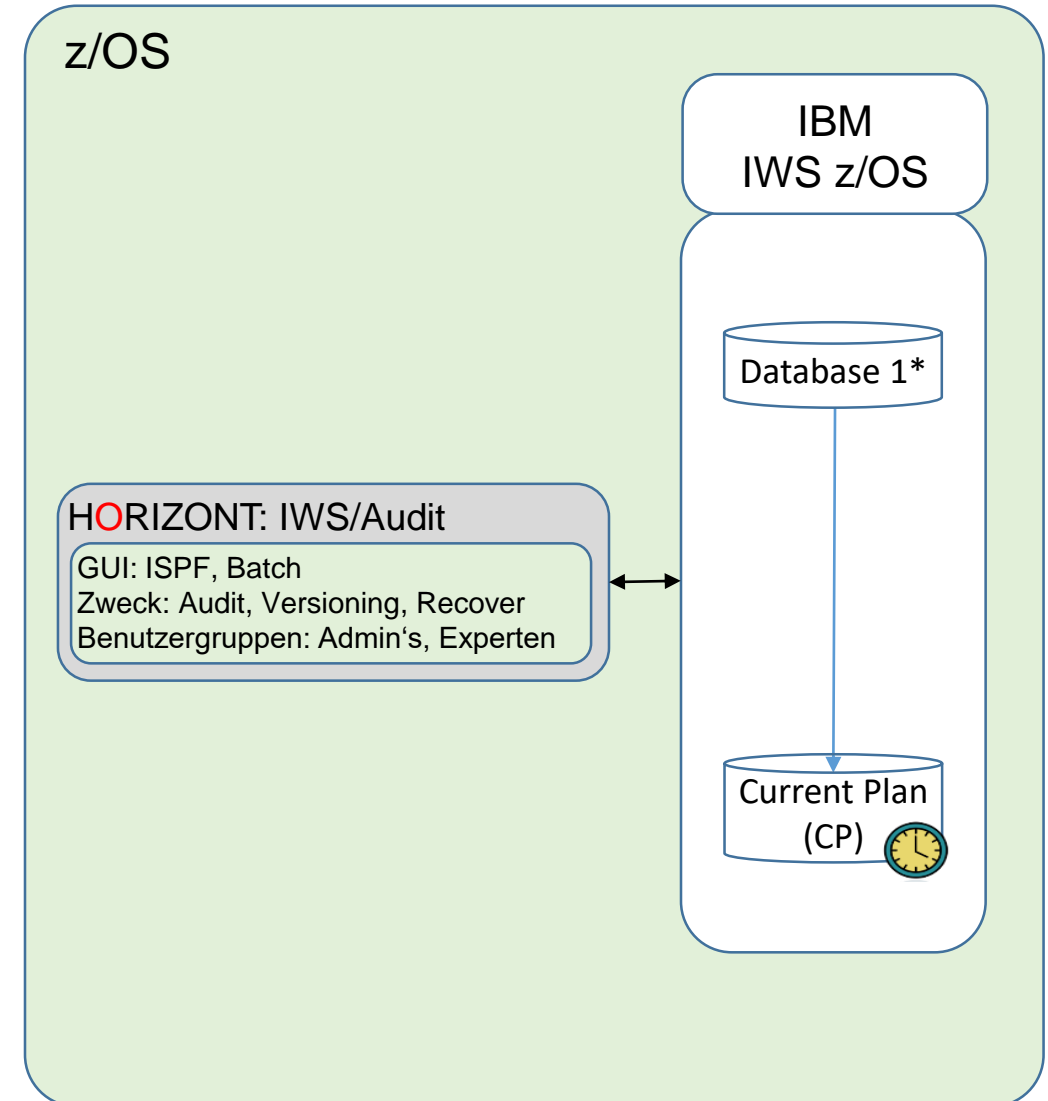 z/OS
IBM
IWS z/OS
Database 1*
HORIZONT: IWS/Audit
GUI: ISPF, Batch
Zweck: Audit, Versioning, Recover
Benutzergruppen: Admin‘s, Experten
Current Plan
(CP)